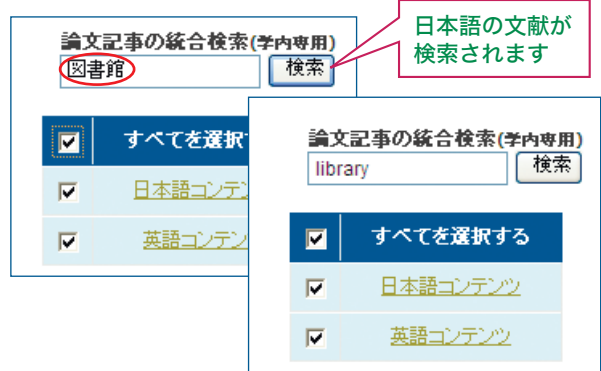 日本語の文献が
検索されます
論文記事の統合検索(学内専用)
図書館
検索
すべてを選択
日本語コンテン
英語コンテン
論文記事の統合検索(学内専用)
library
検索
すべてを選択する
日本語コンテンツ
英語コンテンツ